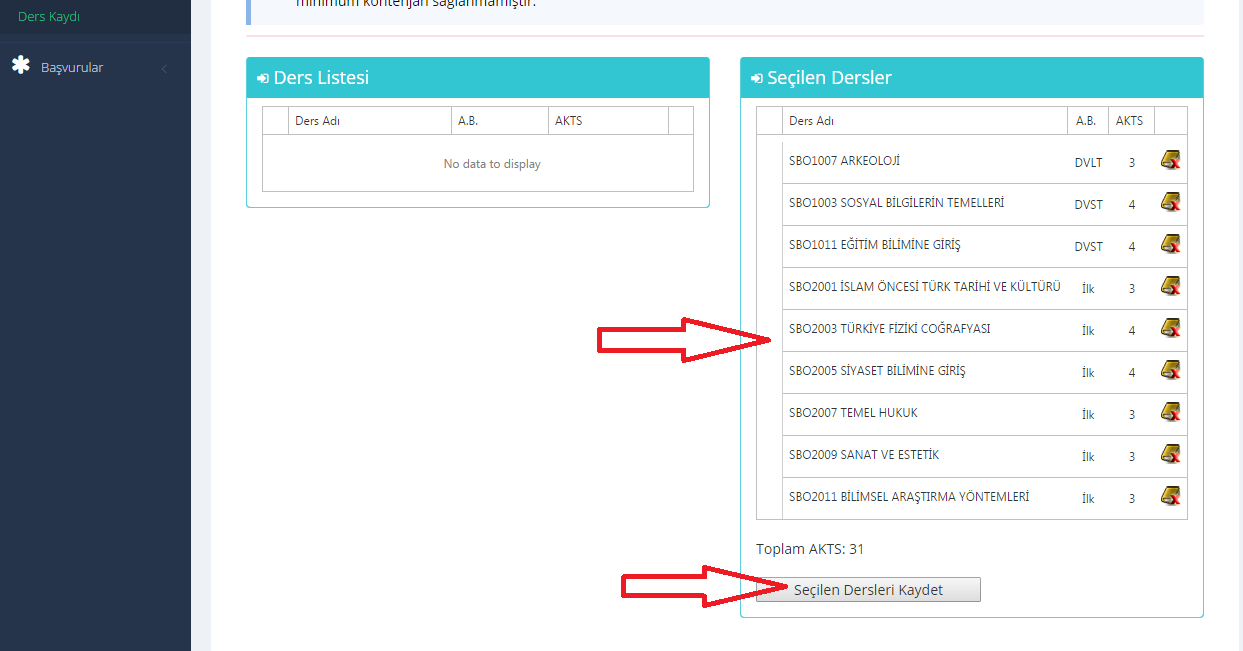 Ders Kaydı
Başvurular
minimum kontenjan sağlanmamıştır.
Ders Listesi
Ders Adı A.B. AKTS
No data to display
Seçilen Dersler
Ders Adı A.B. AKTS
SBO1007 ARKEOLOJİ DVLT 3
SBO1003 SOSYAL BİLGİLERİN TEMELLERİ DVST 4
SBO1011 EĞİTİM BİLİMİNE GİRİŞ DVST 4
SBO2001 İSLAM ÖNCESİ TÜRK TARİHİ VE KÜLTÜRÜ İlk 3
SBO2003 TÜRKİYE FİZİKİ COĞRAFYASI İlk 4
SBO2005 SİYASET BİLİMİNE GİRİŞ İlk 4
SBO2007 TEMEL HUKUK İlk 3
SBO2009 SANAT VE ESTETİK İlk 3
SBO2011 BİLİMSEL ARAŞTIRMA YÖNTEMLERİ İlk 3
Toplam AKTS: 31
Seçilen Dersleri Kaydet